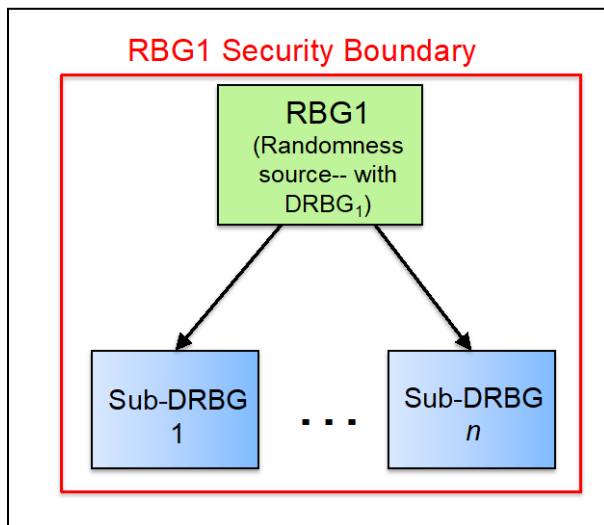 RBG1 Security Boundary
RBG1
(Randomness
source-- with
DRBG₁)
Sub-DRBG
1
. . .
Sub-DRBG
n